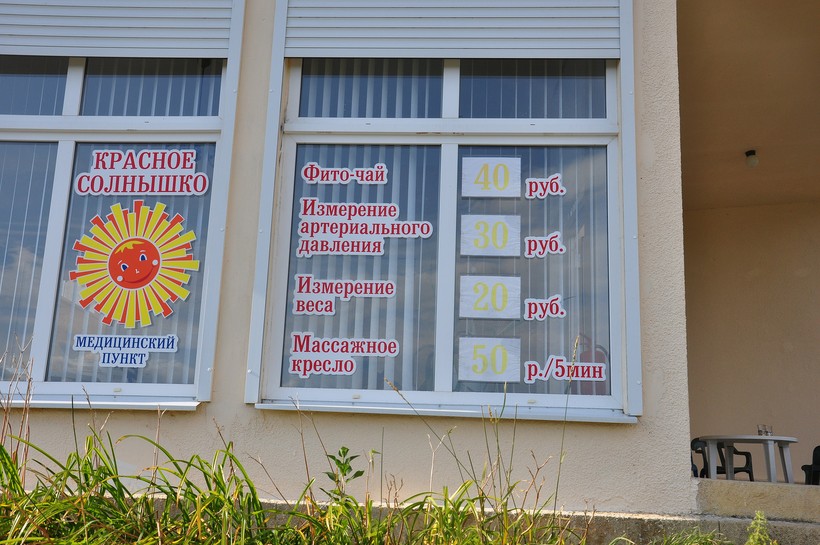 КРАСНОЕ
СОЛНЫШКО
МЕДИЦИНСКИЙ
ПУНКТ
Фито-чай 40 руб.
Измерение
артериального 30 руб.
давления
Измерение 20 руб.
веса
Массажное 50 р./5мин
кресло